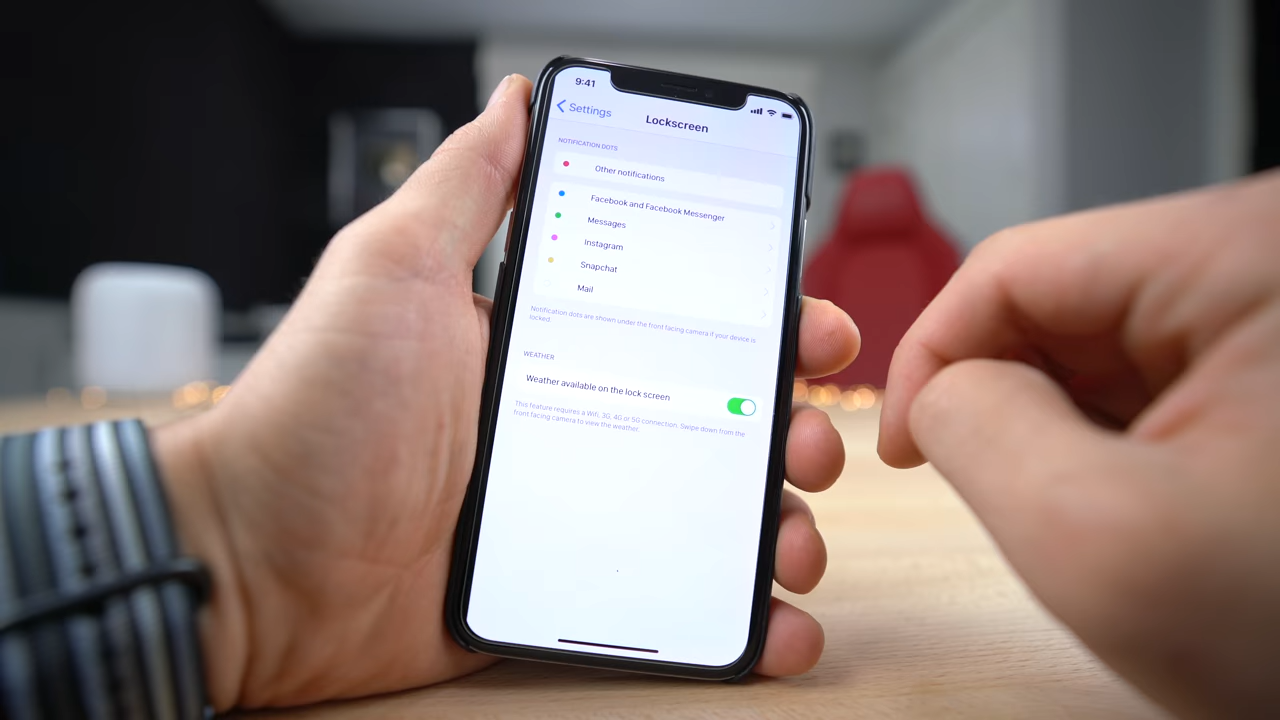 9:41
Settings
Lockscreen
NOTIFICATION DOTS
Other notifications
Facebook and Facebook Messenger
Messages
Instagram
Snapchat
Mail
Notification dots are shown under the front facing camera if your device is
locked.
WEATHER
Weather available on the lock screen
This feature requires a Wifi, 3G, 4G or 5G connection. Swipe down from the
front facing camera to view the weather.